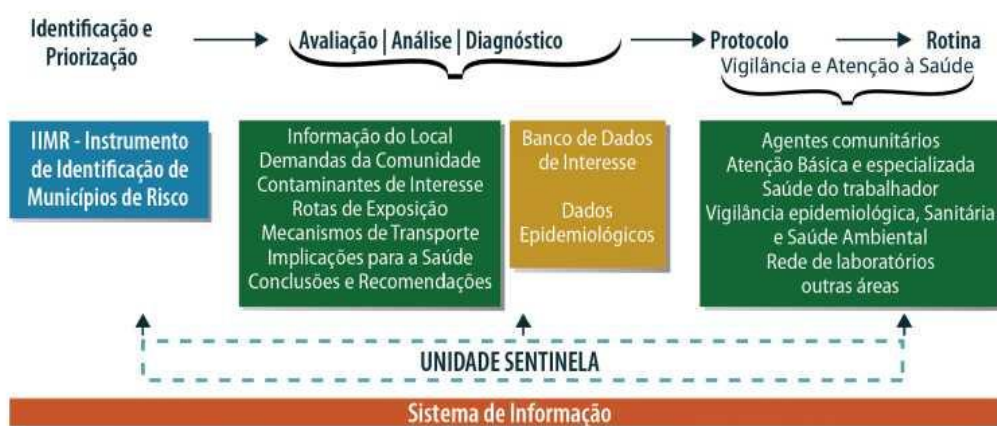 Identificação e
Priorização
Avaliação | Análise | Diagnóstico
Protocolo
Rotina
Vigilância e Atenção à Saúde
IIMR - Instrumento
de Identificação de
Municípios de Risco
Informação do Local
Demandas da Comunidade
Contaminantes de Interesse
Rotas de Exposição
Mecanismos de Transporte
Implicações para a Saúde
Conclusões e Recomendações
Banco de Dados
de Interesse
Dados
Epidemiológicos
Agentes comunitários
Atenção Básica e especializada
Saúde do trabalhador
Vigilância epidemiológica, Sanitária
e Saúde Ambiental
Rede de laboratórios
outras áreas
UNIDADE SENTINELA
Sistema de Informação